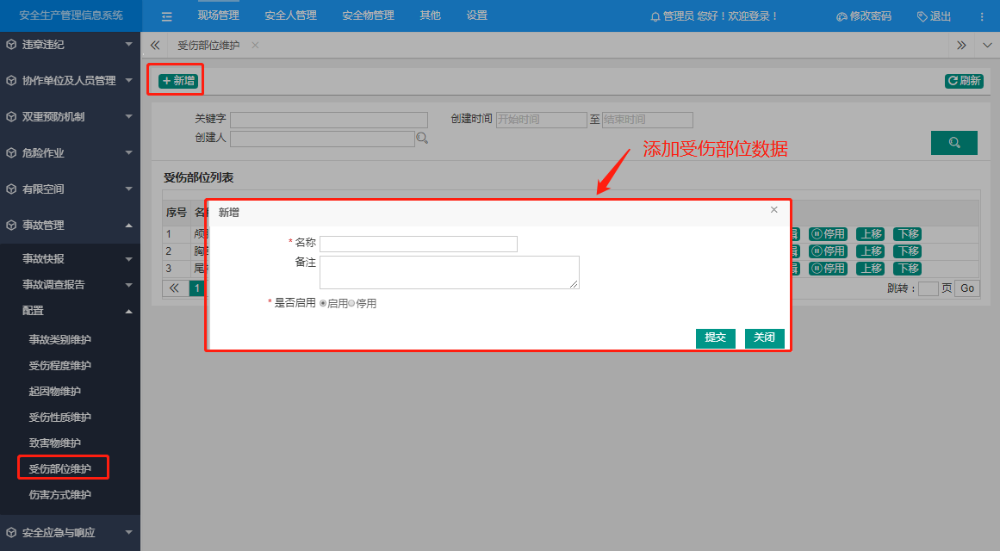 安全生产管理信息系统
现场管理 安全人管理 安全物管理 其他 设置
管理员 您好！欢迎登录！
修改密码 退出
违章违纪
协作单位及人员管理
双重预防机制
危险作业
有限空间
事故管理
事故快报
事故调查报告
配置
事故类别维护
受伤程度维护
起因物维护
受伤性质维护
致害物维护
受伤部位维护
伤害方式维护
安全应急与响应
受伤部位维护
新增 刷新
关键字 创建时间 开始时间 至 结束时间
创建人
添加受伤部位数据
受伤部位列表
序号
1 停用 上移 下移
2 停用 上移 下移
3 停用 上移 下移
1 跳转： 页 Go
新增
* 名称
备注
* 是否启用 启用 停用
提交 关闭